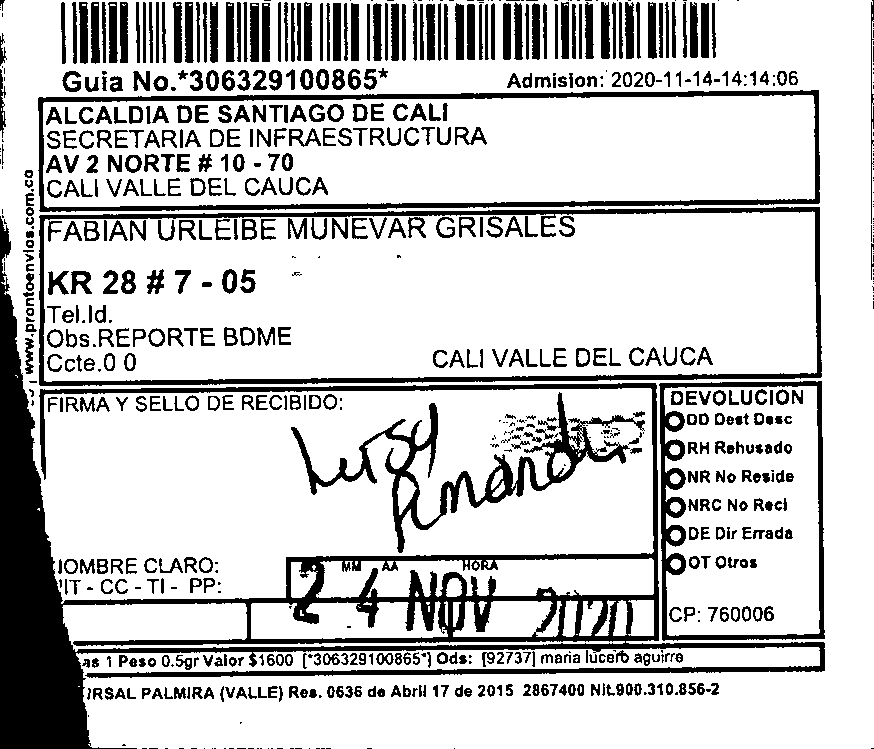 Guia No.*306329100865*
Admision: 2020-11-14-14:14:06
ALCALDIA DE SANTIAGO DE CALI
SECRETARIA DE INFRAESTRUCTURA
AV 2 NORTE # 10 - 70
CALI VALLE DEL CAUCA
www.prontoenvios.com.co
FABIAN URLEIBE MUNEVAR GRISALES
KR 28 # 7 - 05
Tel.Id.
Obs.REPORTE BDME
Ccte.0 0
CALI VALLE DEL CAUCA
FIRMA Y SELLO DE RECIBIDO:
DEVOLUCION
DD Dest Desc
RH Rehusado
NR No Reside
NRC No Reci
DE Dir Errada
OT Otros
IOMBRE CLARO:
IIT - CC - TI - PP:
MM AA HORA
24 NOV 2020
CP: 760006
as 1 Peso 0.5gr Valor $1600 [*306329100865*] Ods: [92737] maria lucero aguirre
URSAL PALMIRA (VALLE) Res. 0636 de Abril 17 de 2015 2867400 Nit.900.310.856-2